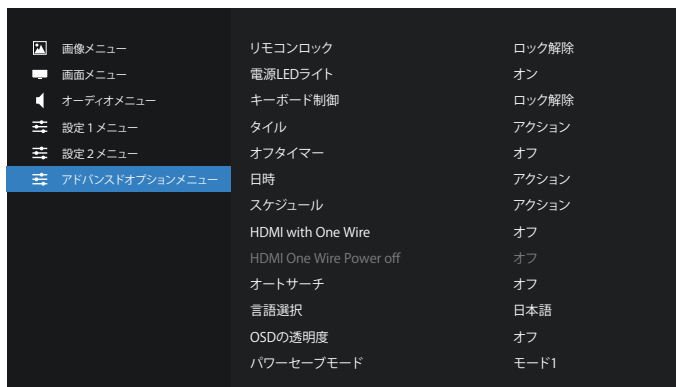 画像メニュー
画面メニュー
オーディオメニュー
設定1メニュー
設定2メニュー
アドバンスドオプションメニュー
リモコンロック ロック解除
電源LEDライト オン
キーボード制御 ロック解除
タイル アクション
オフタイマー オフ
日時 アクション
スケジュール アクション
HDMI with One Wire オフ
HDMI One Wire Power off オフ
オートサーチ オフ
言語選択 日本語
OSDの透明度 オフ
パワーセーブモード モード1